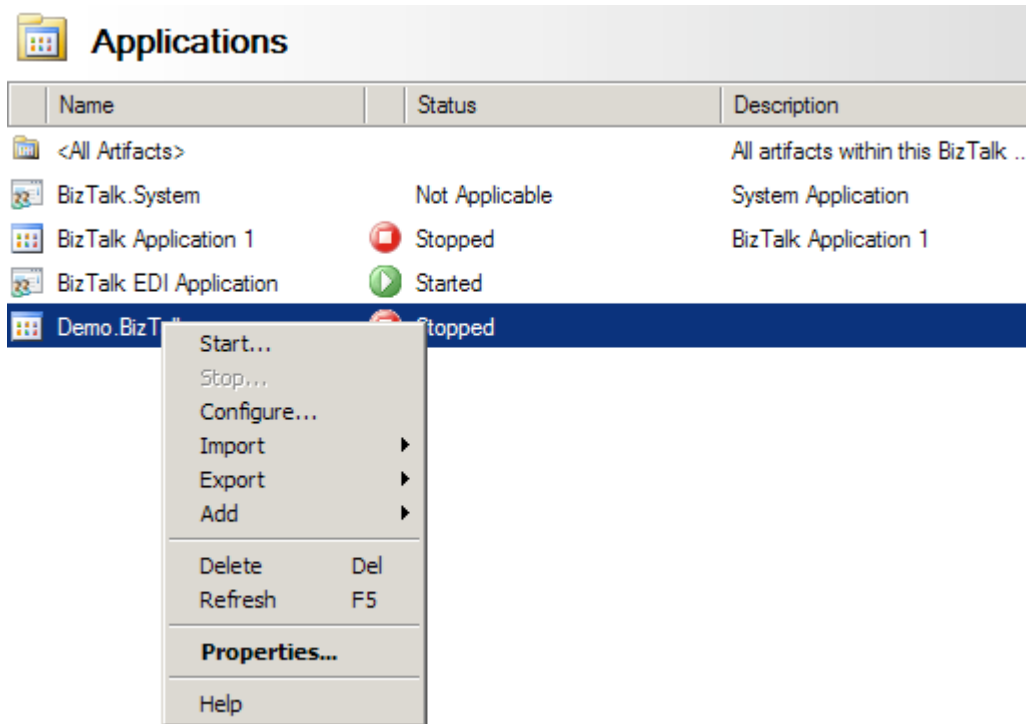 Applications
Name Status Description
<All Artifacts> All artifacts within this BizTalk ...
BizTalk.System Not Applicable System Application
BizTalk Application 1 Stopped BizTalk Application 1
BizTalk EDI Application Started
Demo.BizTalk Stopped
Start...
Stop...
Configure...
Import
Export
Add
Delete Del
Refresh F5
Properties...
Help